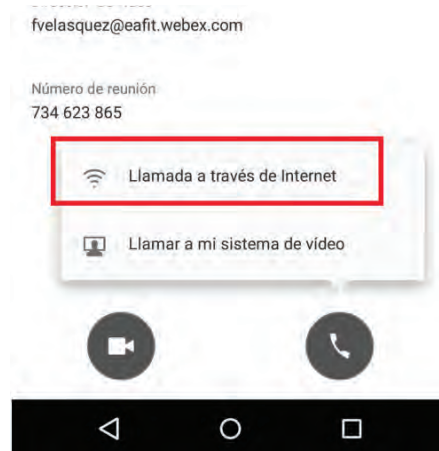 fvelasquez@eafit.webex.com
Número de reunión
734 623 865
Llamada a través de Internet
Llamar a mi sistema de vídeo